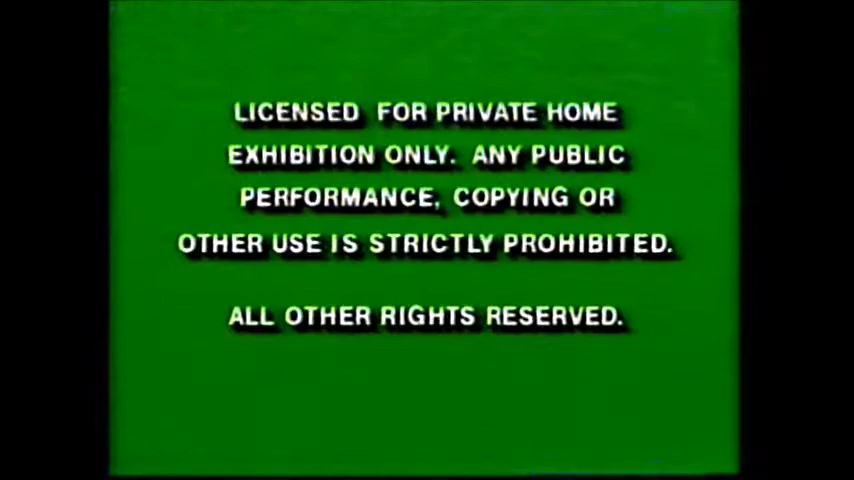 LICENSED FOR PRIVATE HOME
EXHIBITION ONLY. ANY PUBLIC
PERFORMANCE, COPYING OR
OTHER USE IS STRICTLY PROHIBITED.
ALL OTHER RIGHTS RESERVED.